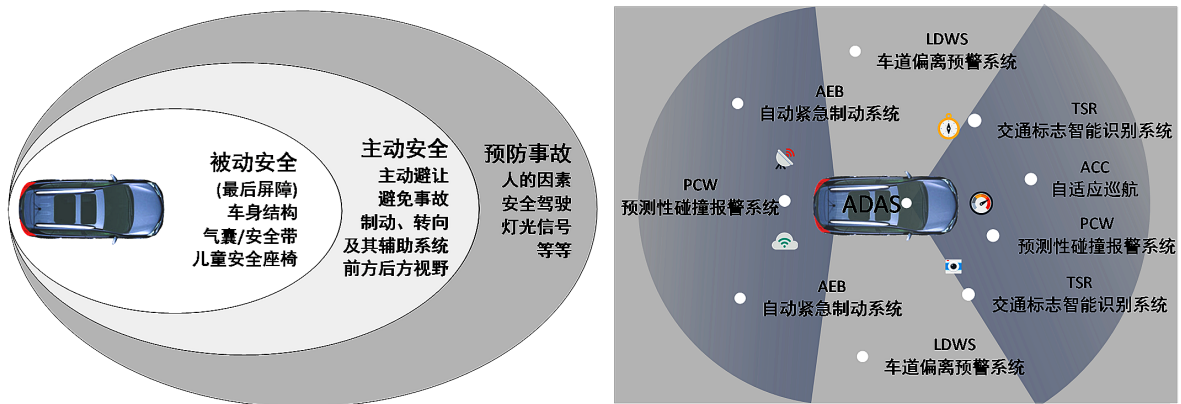 被动安全
(最后屏障)
车身结构
气囊/安全带
儿童安全座椅
主动安全
主动避让
避免事故
制动、转向
及其辅助系统
前方后方视野
预防事故
人的因素
安全驾驶
灯光信号
等等
LDWS
车道偏离预警系统
AEB
自动紧急制动系统
TSR
交通标志智能识别系统
ACC
自适应巡航
PCW
预测性碰撞报警系统
ADAS
PCW
预测性碰撞报警系统
AEB
自动紧急制动系统
TSR
交通标志智能识别系统
LDWS
车道偏离预警系统